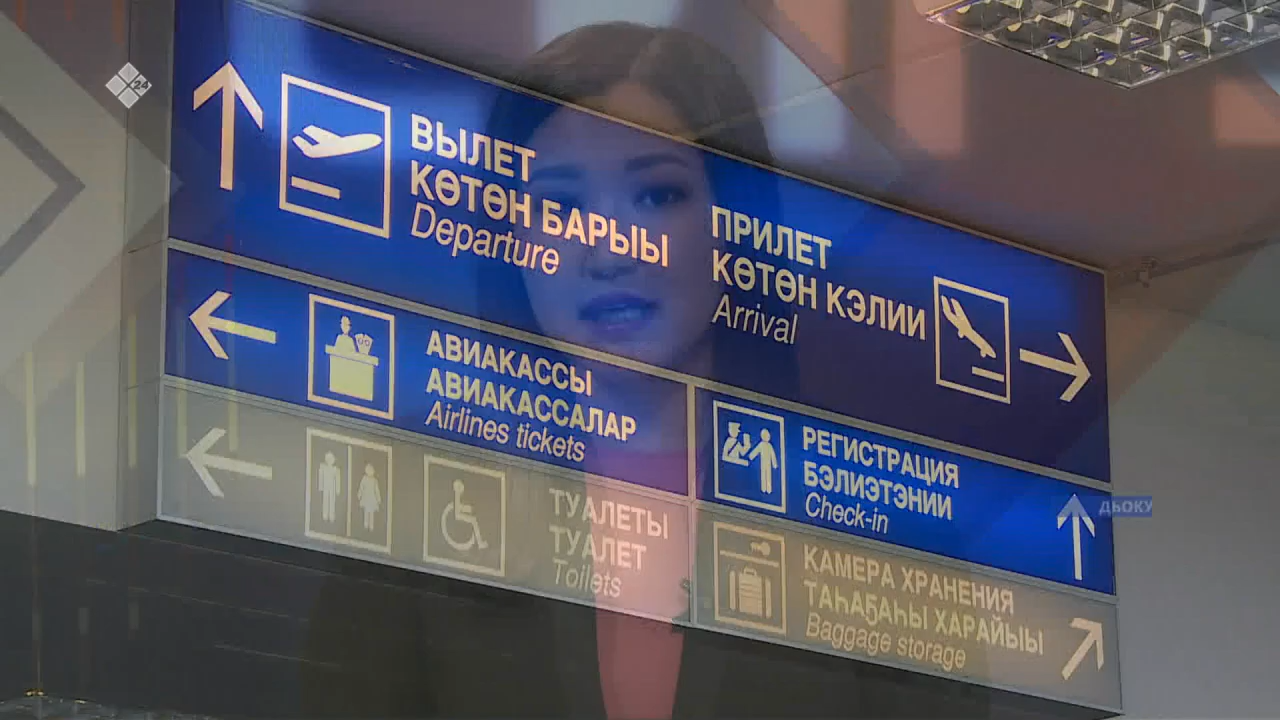 24
ВЫЛЕТ
КӨТӨН БАРЫЫ
Departure
ПРИЛЕТ
КӨТӨН КЭЛИИ
Arrival
АВИАКАССЫ
АВИАКАССАЛАР
Airlines tickets
РЕГИСТРАЦИЯ
БЭЛИЭТЭНИИ
Check-in
ДЬОКУ
ТУАЛЕТЫ
ТУАЛЕТ
Toilets
КАМЕРА ХРАНЕНИЯ
ТАҺАҔАҺЫ ХАРАЙЫЫ
Baggage storage